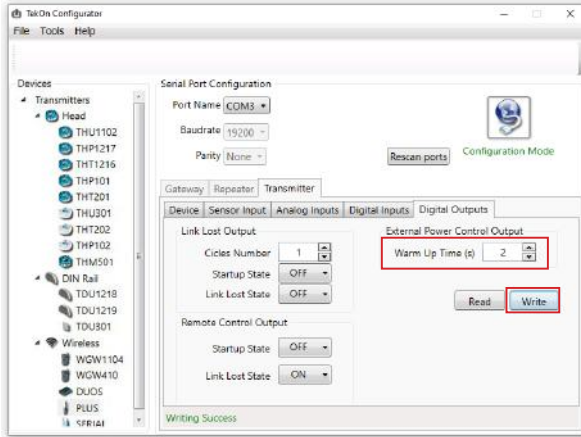 TekOn Configurator
File Tools Help
Devices
Transmitters
Head
THU1102
THP1217
THT1216
THP101
THT201
THU301
THT202
THP102
THM501
DIN Rail
TDU1218
TDU1219
TDU301
Wireless
WGW1104
WGW410
DUOS
PLUS
SERIAL
Serial Port Configuration
Port Name COM3
Baudrate 19200
Parity None
Rescan ports
Configuration Mode
Gateway Repeater Transmitter
Device Sensor Input Analog Inputs Digital Inputs Digital Outputs
Link Lost Output
Cicles Number 1
Startup State OFF
Link Lost State OFF
Remote Control Output
Startup State OFF
Link Lost State ON
External Power Control Output
Warm Up Time (s) 2
Read Write
Writing Success